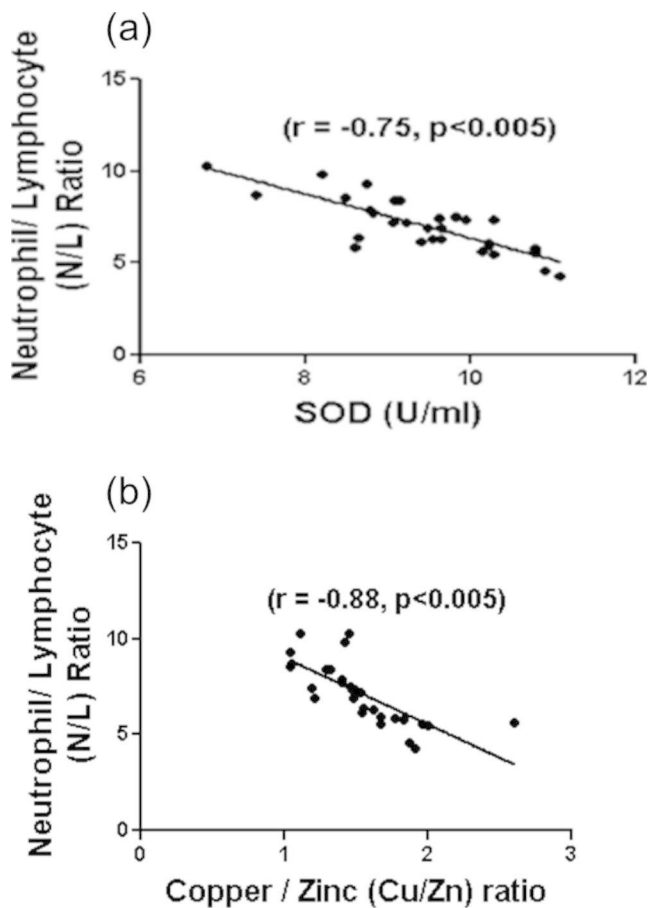 (a)
Neutrophil/ Lymphocyte
(N/L) Ratio
15
10
5
0
(r = -0.75, p<0.005)
6
8
10
12
SOD (U/ml)
(b)
Neutrophil/ Lymphocyte
(N/L) Ratio
15
10
5
0
(r = -0.88, p<0.005)
0
1
2
3
Copper / Zinc (Cu/Zn) ratio